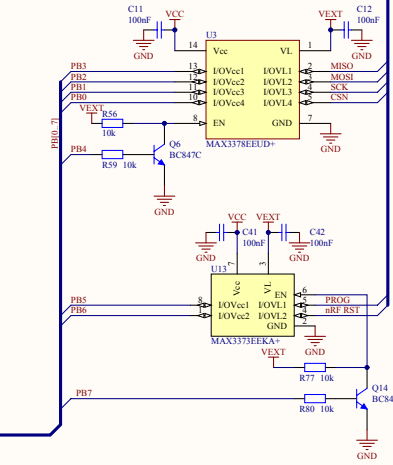 C11
100nF
VCC
VEXT
C12
100nF
GND
U3
GND
14
Vcc
VL
1
PB3
13
I/OVcc1
I/OVL1
2
MISO
PB2
12
I/OVcc2
I/OVL2
3
MOSI
PB1
11
I/OVcc3
I/OVL3
4
SCK
PB0
10
I/OVcc4
I/OVL4
5
CSN
VEXT
R56
10k
8
EN
GND
7
MAX3378EEUD+
GND
PB[0..7]
Q6
BC847C
PB4
R59 10k
GND
VCC
VEXT
C41
100nF
C42
100nF
GND
GND
U13
7
3
Vcc
VL
EN
6
PB5
8
I/OVcc1
I/OVL1
5
PROG
PB6
1
I/OVcc2
I/OVL2
4
nRF RST
GND
2
MAX3373EEKA+
GND
VEXT
R77 10k
Q14
BC84
PB7
R80 10k
GND